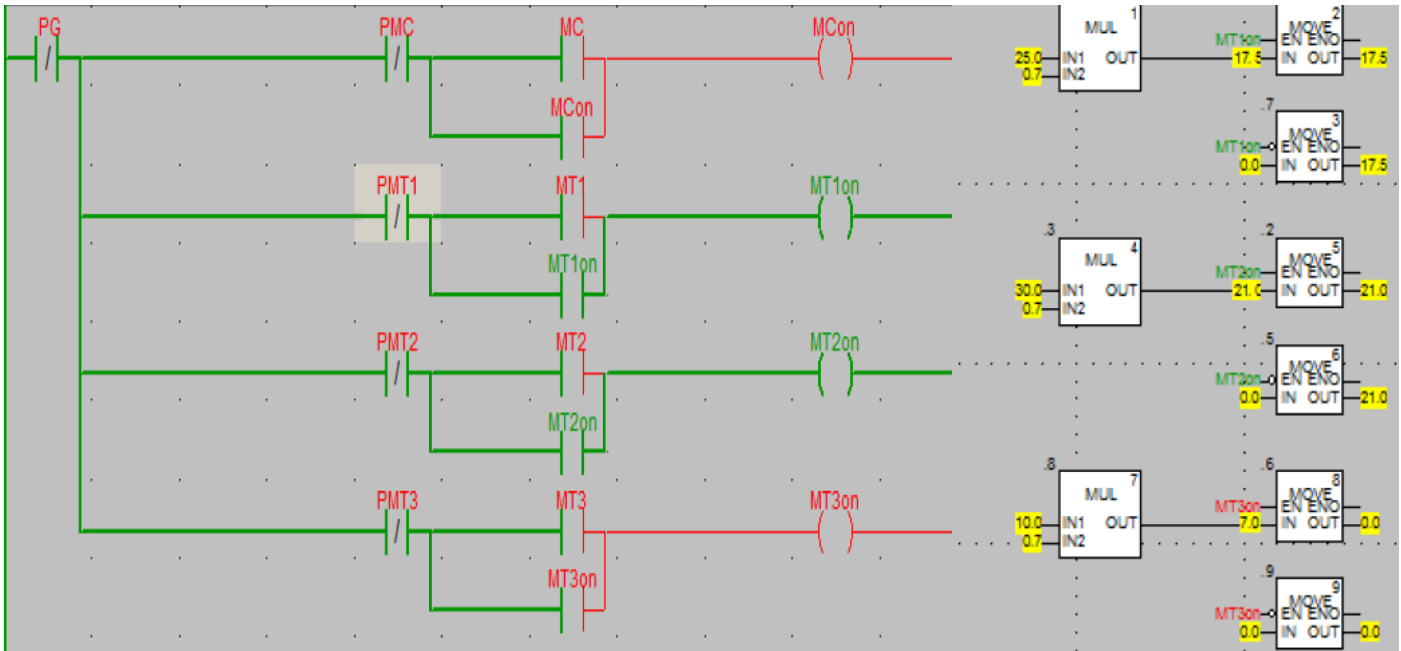 PG PMC MC MCon
MCon
PMT1 MT1 MT1on
MT1on
PMT2 MT2 MT2on
MT2on
PMT3 MT3 MT3on
MT3on
1
MUL
25.0 IN1 OUT
0.7 IN2
2
MOVE
MT1on EN ENO
17.5 IN OUT 17.5
.7
3
MOVE
MT1on EN ENO
0.0 IN OUT 17.5
.3
4
MUL
30.0 IN1 OUT
0.7 IN2
.2
5
MOVE
MT2on EN ENO
21.0 IN OUT 21.0
.5
6
MOVE
MT2on EN ENO
0.0 IN OUT 21.0
.8
7
MUL
10.0 IN1 OUT
0.7 IN2
.6
8
MOVE
MT3on EN ENO
7.0 IN OUT 0.0
.9
9
MOVE
MT3on EN ENO
0.0 IN OUT 0.0